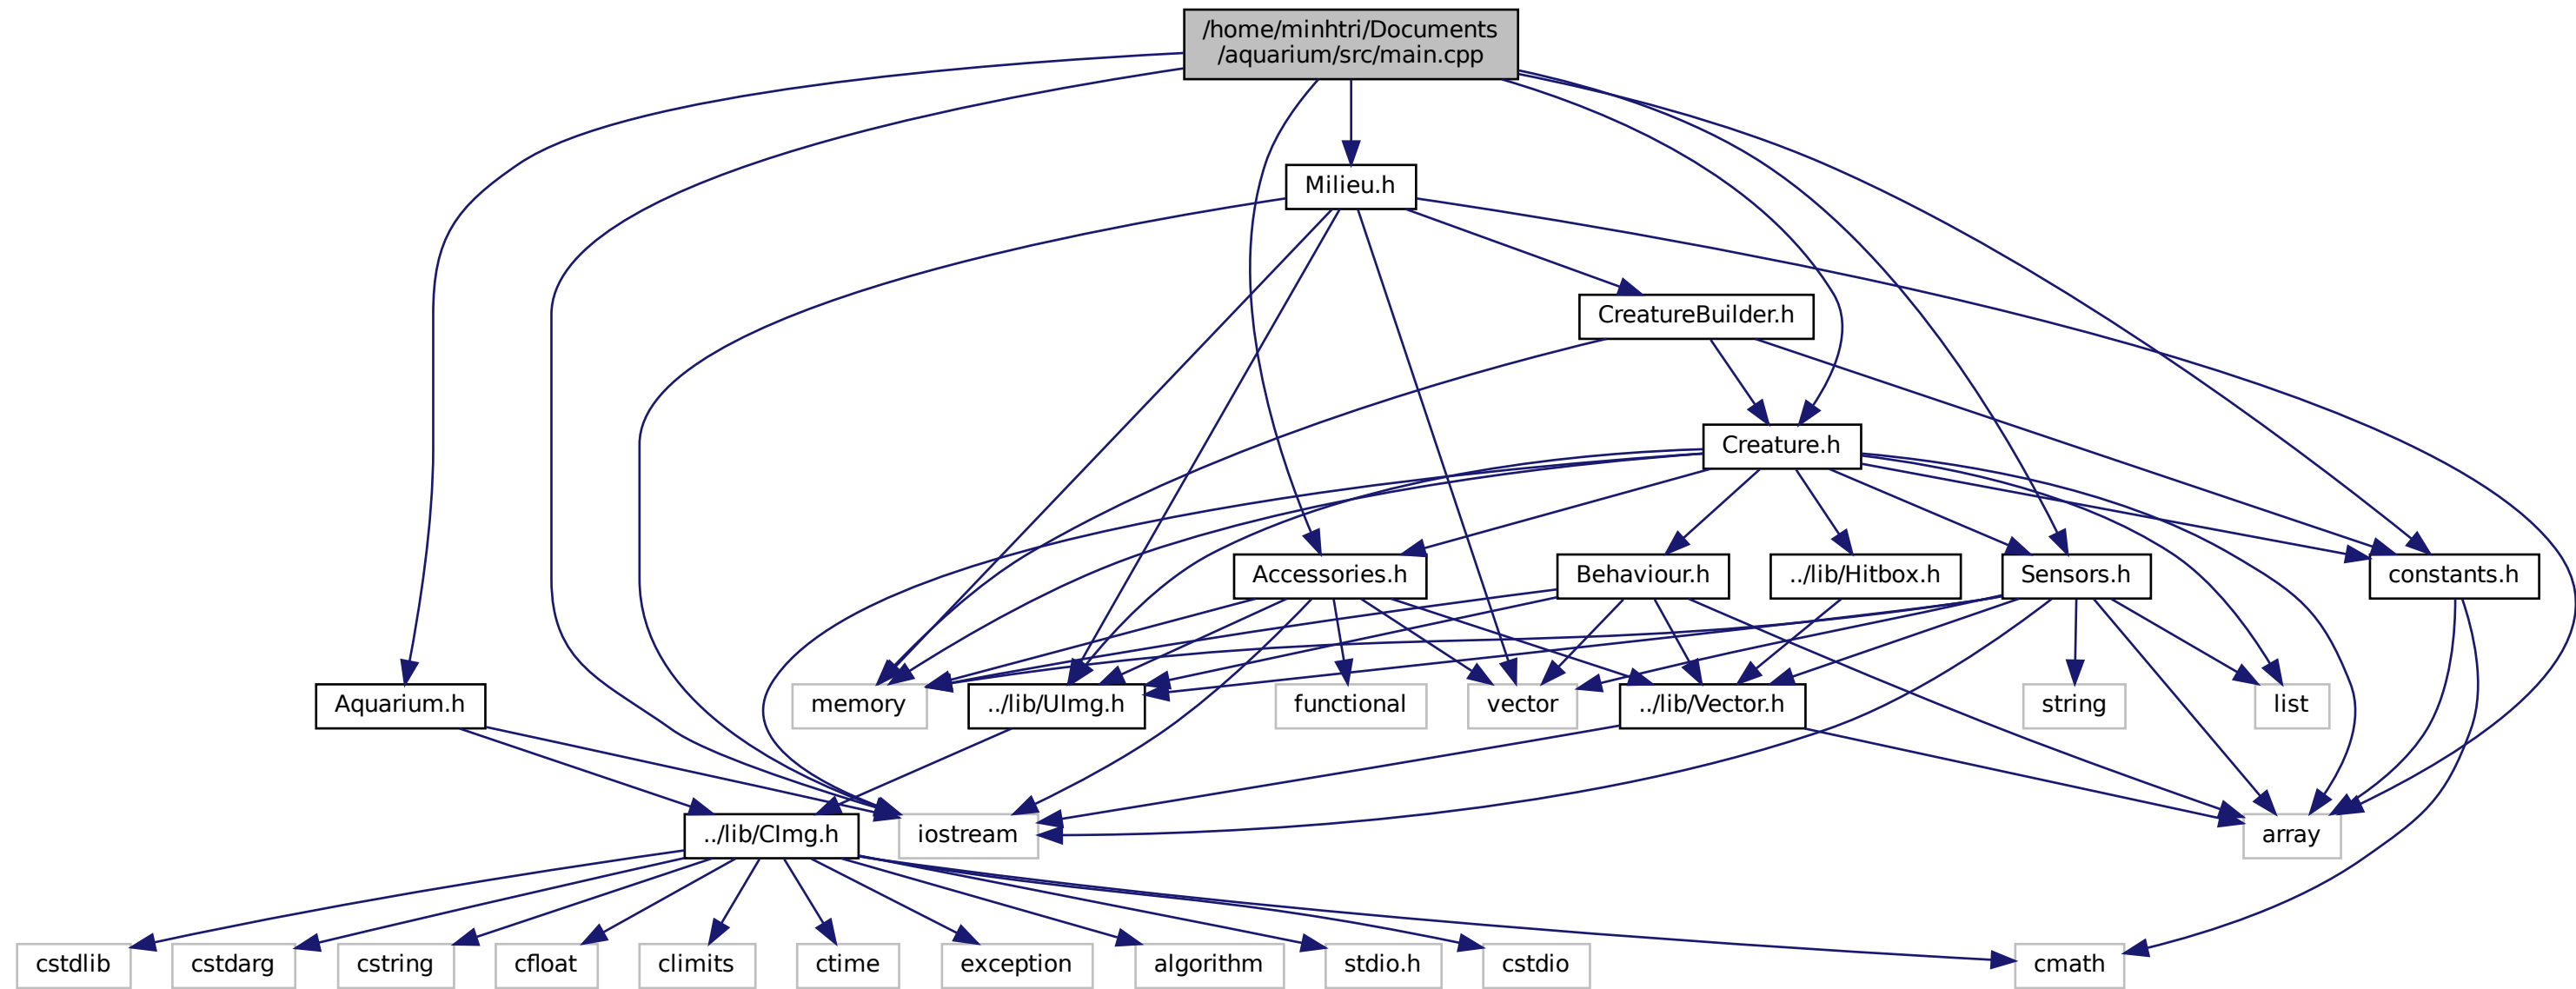 /home/minhtri/Documents
/aquarium/src/main.cpp
Milieu.h
CreatureBuilder.h
Creature.h
Accessories.h
Behaviour.h
../lib/Hitbox.h
Sensors.h
constants.h
Aquarium.h
memory
../lib/UImg.h
functional
vector
../lib/Vector.h
string
list
../lib/CImg.h
iostream
array
cstdlib
cstdarg
cstring
cfloat
climits
ctime
exception
algorithm
stdio.h
cstdio
cmath